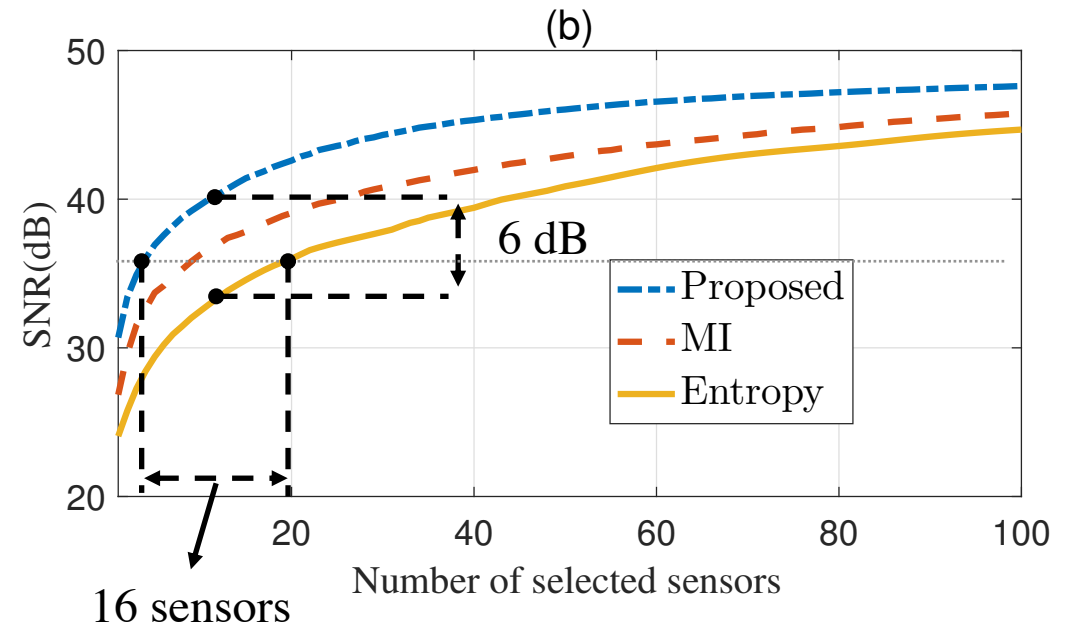 (b)
50
40
30
20
SNR(dB)
6 dB
Proposed
MI
Entropy
20
40
60
80
100
Number of selected sensors
16 sensors